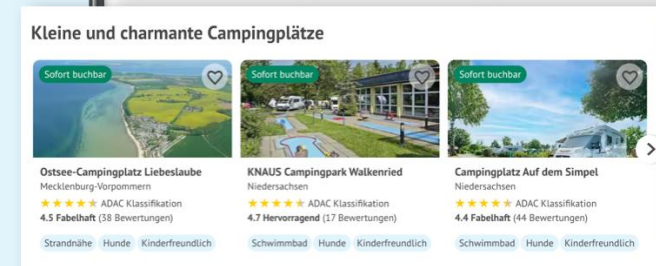 Kleine und charmante Campingplätze
Sofort buchbar
Sofort buchbar
Sofort buchbar
Ostsee-Campingplatz Liebeslaube
Mecklenburg-Vorpommern
ADAC Klassifikation
4.5 Fabelhaft (38 Bewertungen)
Strandnähe Hunde Kinderfreundlich
KNAUS Campingpark Walkenried
Niedersachsen
ADAC Klassifikation
4.7 Hervorragend (17 Bewertungen)
Schwimmbad Hunde Kinderfreundlich
Campingplatz Auf dem Simpel
Niedersachsen
ADAC Klassifikation
4.4 Fabelhaft (44 Bewertungen)
Schwimmbad Hunde Kinderfreundlich